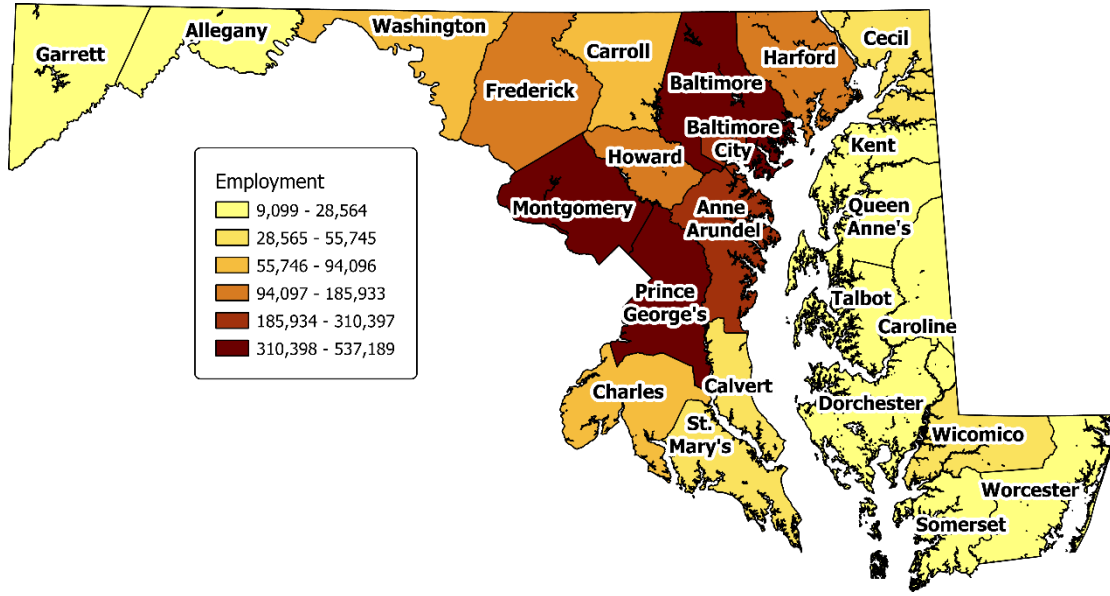 Garrett
Allegany
Washington
Frederick
Carroll
Baltimore
Harford
Cecil
Baltimore
City
Howard
Kent
Montgomery
Anne
Arundel
Queen
Anne's
Prince
George's
Talbot
Caroline
Charles
Calvert
St.
Mary's
Dorchester
Wicomico
Worcester
Somerset
Employment
9,099 - 28,564
28,565 - 55,745
55,746 - 94,096
94,097 - 185,933
185,934 - 310,397
310,398 - 537,189